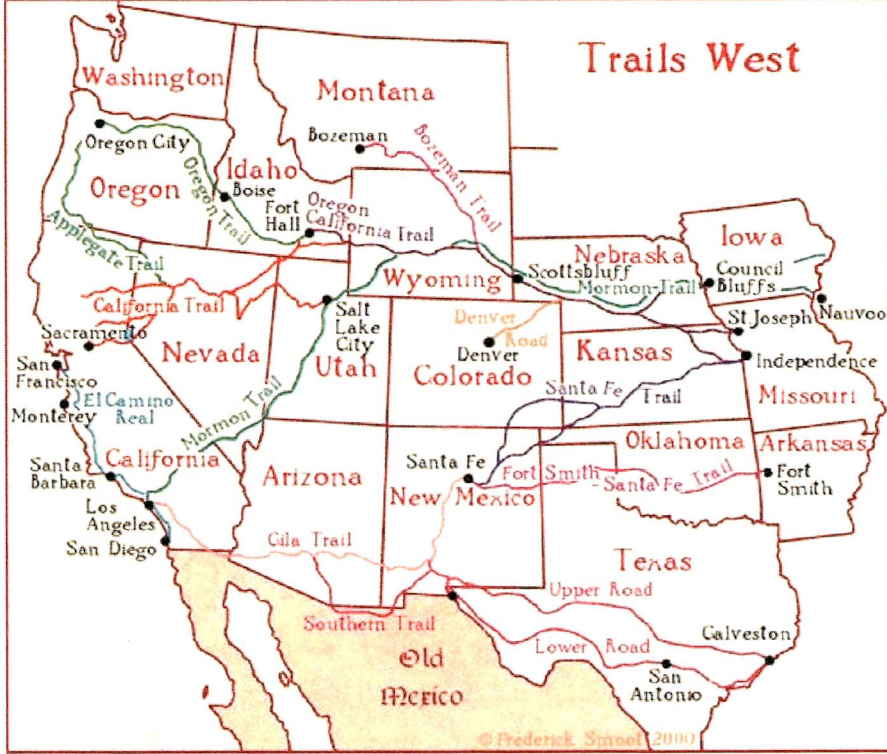 Trails West
Washington
Montana
Oregon City
Bozeman
Bozeman Trail
Idaho
Oregon
Boise
Oregon Trail
Fort
Hall
Oregon
California Trail
Iowa
Nebraska
Applegate Trail
Wyoming
Scottsbluff
Mormon Trail
Council
Bluffs
California Trail
Nauvoo
Salt
Lake
City
Denver
Road
St Joseph
Sacramento
Nevada
Utah
Denver
Colorado
Kansas
Independence
San
Francisco
Monterey
El Camino
Real
Mormon Trail
Santa Fe
Trail
Missouri
Oklahoma
Arkansas
Santa
Barbara
California
Arizona
Santa Fe
New
Mexico
Fort Smith
Santa Fe Trail
Fort
Smith
Los
Angeles
San Diego
Gila Trail
Texas
Upper Road
Southern Trail
Lower Road
Galveston
San
Antonio
Old
Mexico
© Frederick Smoot 2000